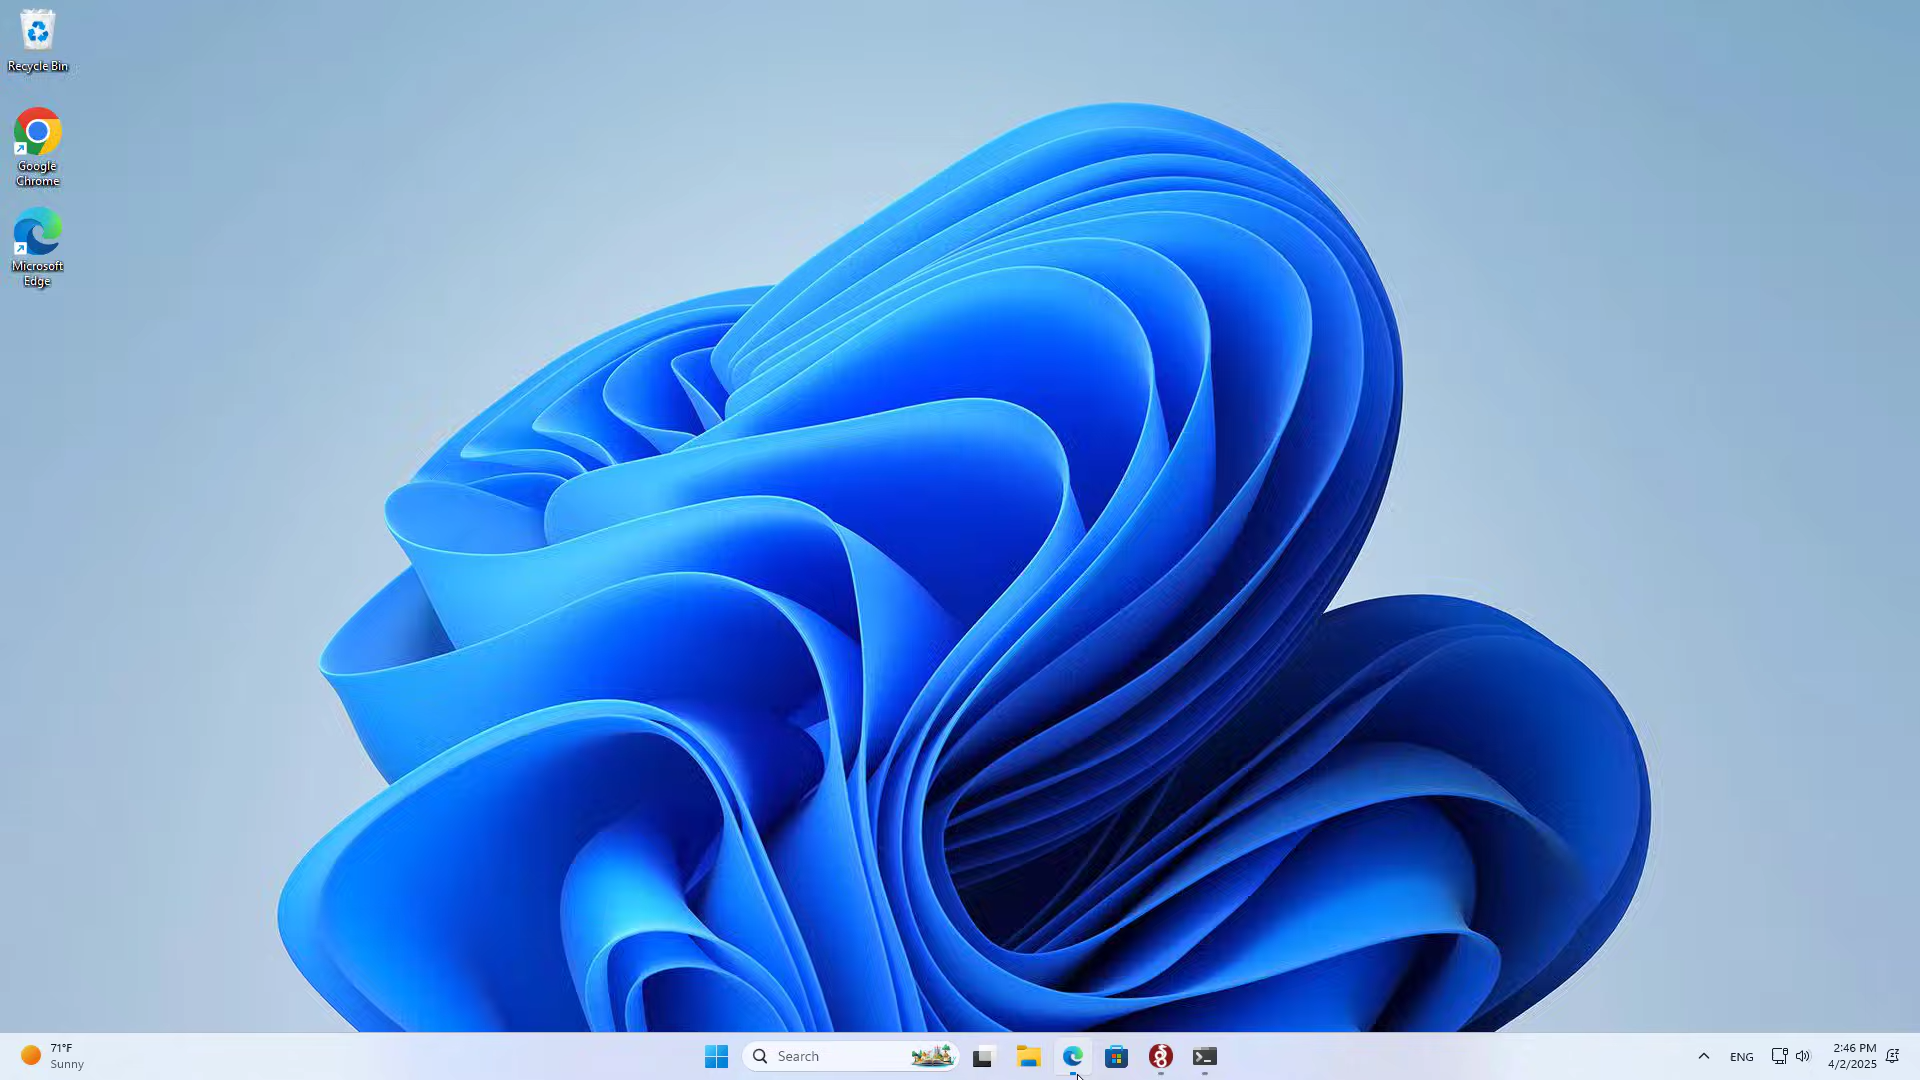 Recycle Bin
Google
Chrome
Microsoft
Edge
71°F
Sunny
Search
ENG
2:46 PM
4/2/2025